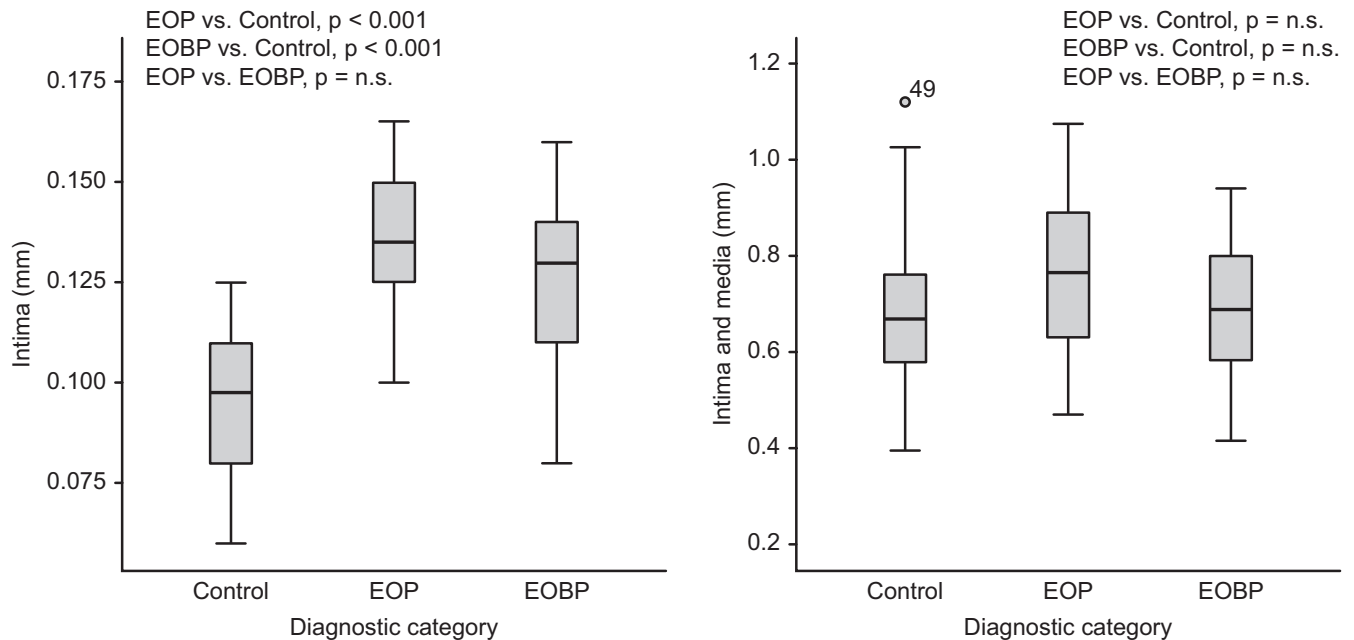 EOP vs. Control, p < 0.001
EOBP vs. Control, p < 0.001
EOP vs. EOBP, p = n.s.
0.175
0.150
0.125
0.100
0.075
Intima (mm)
Control
EOP
EOBP
Diagnostic category
EOP vs. Control, p = n.s.
EOBP vs. Control, p = n.s.
EOP vs. EOBP, p = n.s.
49
1.2
1.0
0.8
0.6
0.4
0.2
Intima and media (mm)
Control
EOP
EOBP
Diagnostic category